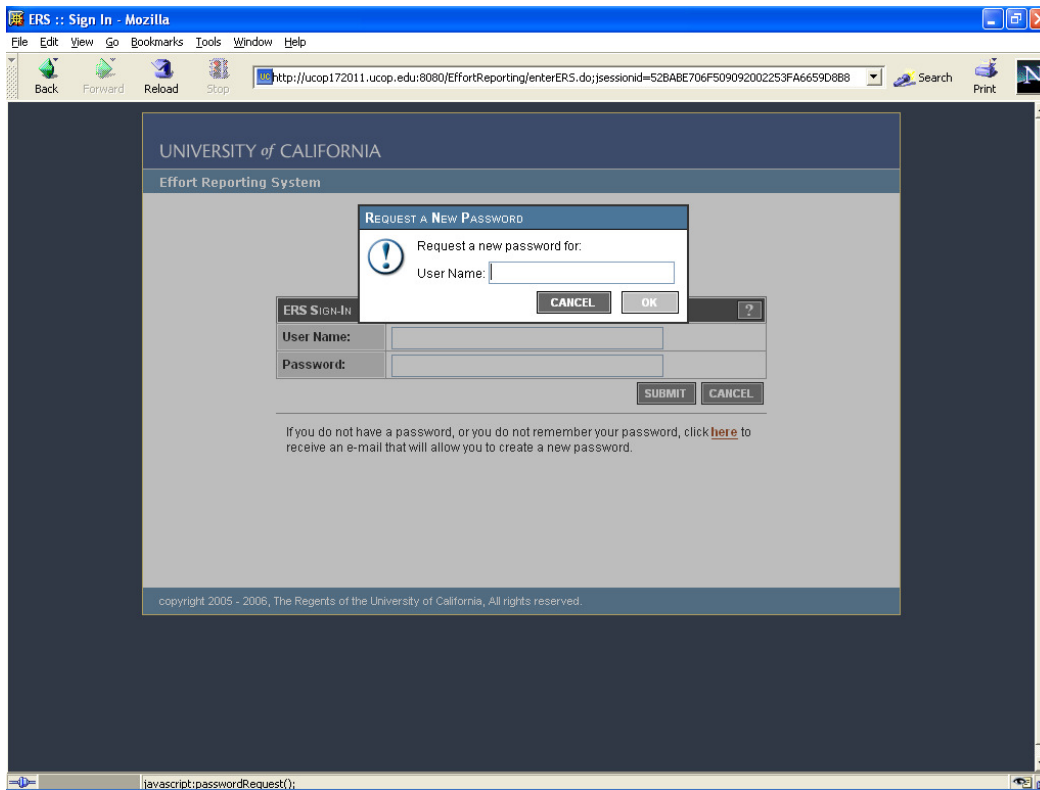 ERS :: Sign In - Mozilla
File Edit View Go Bookmarks Tools Window Help
Back Forward Reload Stop http://ucop172011.ucop.edu:8080/EffortReporting/enterERS.do;jsessionid=52BABE706F509092002253FA6659D8B8 Search Print N
UNIVERSITY of CALIFORNIA
Effort Reporting System
REQUEST A NEW PASSWORD
Request a new password for:
User Name:
CANCEL OK
ERS SIGN-IN ?
User Name:
Password:
SUBMIT CANCEL
If you do not have a password, or you do not remember your password, click here to
receive an e-mail that will allow you to create a new password.
copyright 2005 - 2006, The Regents of the University of California, All rights reserved.
javascript:passwordRequest();